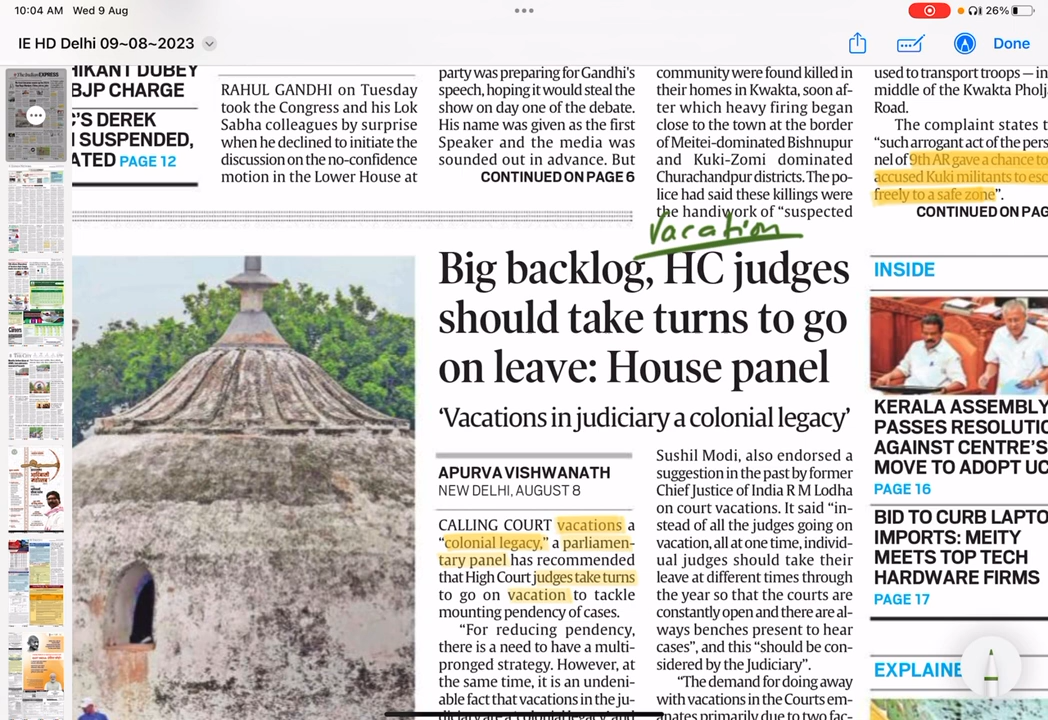 10:04 AM Wed 9 Aug
26%
IE HD Delhi 09~08~2023
Done
HIKANT DUBEY
BJP CHARGE
C'S DEREK
SUSPENDED,
ATED PAGE 12
RAHUL GANDHI on Tuesday
took the Congress and his Lok
Sabha colleagues by surprise
when he declined to initiate the
discussion on the no-confidence
motion in the Lower House at
party was preparing for Gandhi's
speech, hoping it would steal the
show on day one of the debate.
His name was given as the first
Speaker and the media was
sounded out in advance. But
CONTINUED ON PAGE 6
community were found killed in
their homes in Kwakta, soon af-
ter which heavy firing began
close to the town at the border
of Meitei-dominated Bishnupur
and Kuki-Zomi dominated
Churachandpur districts. The po-
lice had said these killings were
the handiwork of "suspected
used to transport troops — in
middle of the Kwakta Pholj
Road.
The complaint states t
"such arrogant act of the pers
nel of 9th AR gave a chance to
accused Kuki militants to esc
freely to a safe zone".
CONTINUED ON PAG
Vacation
Big backlog, HC judges
should take turns to go
on leave: House panel
'Vacations in judiciary a colonial legacy'
APURVA VISHWANATH
NEW DELHI, AUGUST 8
CALLING COURT vacations a
"colonial legacy," a parliamen-
tary panel has recommended
that High Court judges take turns
to go on vacation to tackle
mounting pendency of cases.
"For reducing pendency,
there is a need to have a multi-
pronged strategy. However, at
the same time, it is an undeni-
able fact that vacations in the ju-
diciary are a colonial legacy and
Sushil Modi, also endorsed a
suggestion in the past by former
Chief Justice of India R M Lodha
on court vacations. It said "in-
stead of all the judges going on
vacation, all at one time, individ-
ual judges should take their
leave at different times through
the year so that the courts are
constantly open and there are al-
ways benches present to hear
cases", and this "should be con-
sidered by the Judiciary".
"The demand for doing away
with vacations in the Courts em-
anates primarily due to two fac-
INSIDE
KERALA ASSEMBLY
PASSES RESOLUTIO
AGAINST CENTRE'S
MOVE TO ADOPT UC
PAGE 16
BID TO CURB LAPTO
IMPORTS: MEITY
MEETS TOP TECH
HARDWARE FIRMS
PAGE 17
EXPLAINE